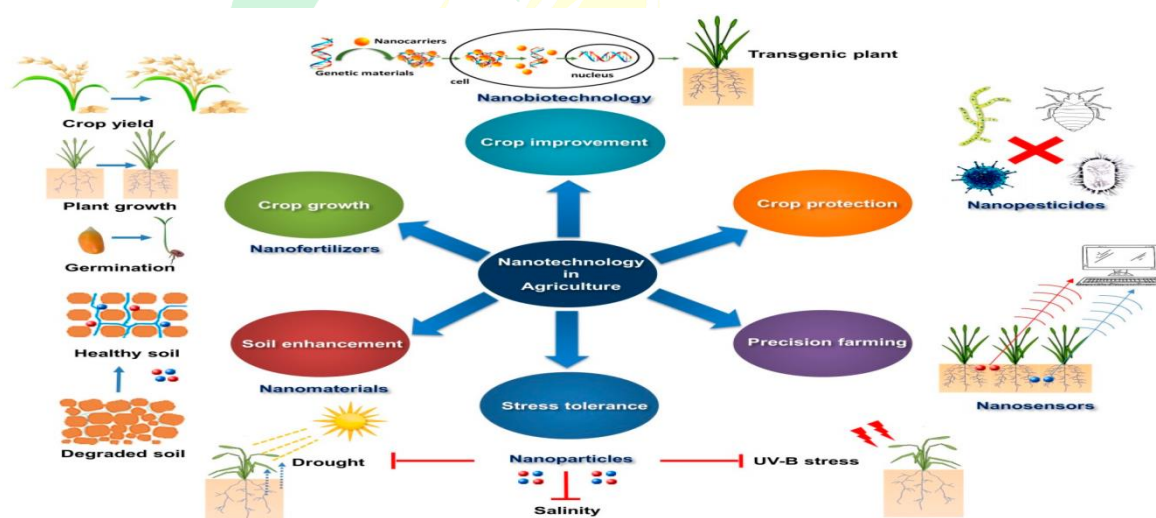 Nanocarriers
Genetic materials
cell
nucleus
Transgenic plant
Nanobiotechnology
Crop improvement
Crop yield
Plant growth
Germination
Crop growth
Nanofertilizers
Crop protection
Nanopesticides
Nanotechnology
in
Agriculture
Healthy soil
Degraded soil
Soil enhancement
Nanomaterials
Precision farming
Nanosensors
Stress tolerance
Nanoparticles
Drought
UV-B stress
Salinity